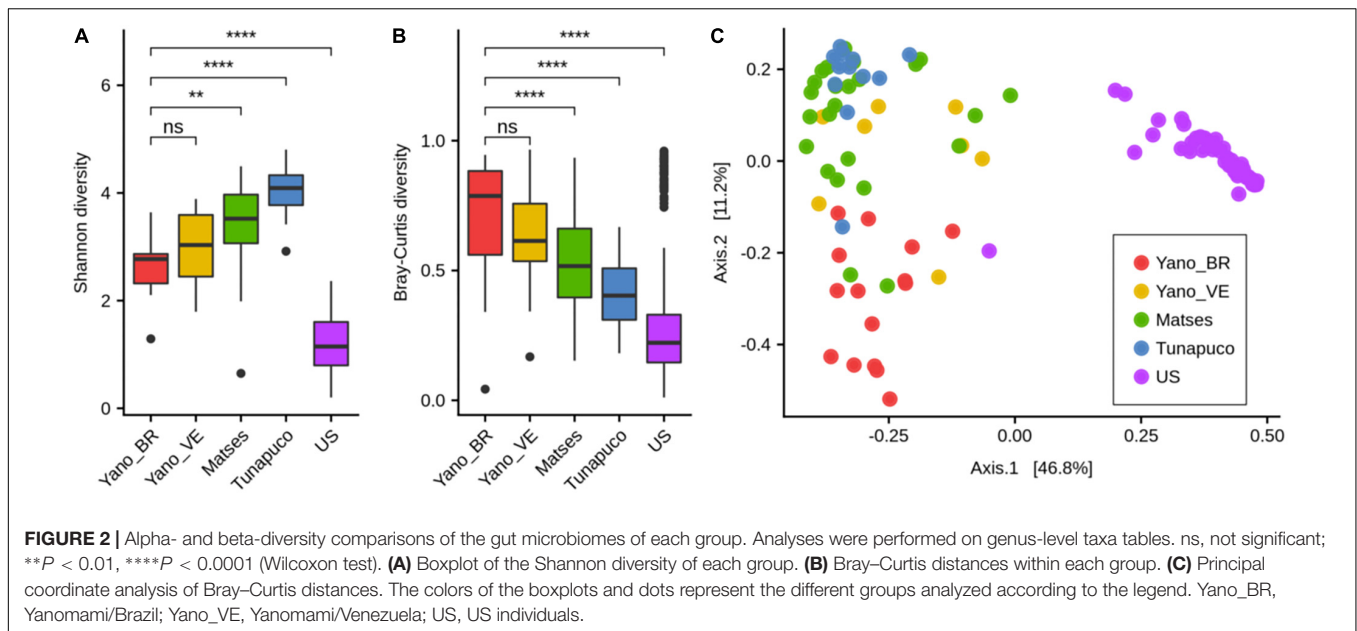 A
****
****
**
ns
Shannon diversity
6
4
2
0
Yano_BR
Yano_VE
Matses
Tunapuco
US
B
****
****
****
ns
Bray-Curtis diversity
1.0
0.5
0.0
Yano_BR
Yano_VE
Matses
Tunapuco
US
C
Axis.2 [11.2%]
0.2
0.0
-0.2
-0.4
-0.25
0.00
0.25
0.50
Axis.1 [46.8%]
Yano_BR
Yano_VE
Matses
Tunapuco
US
FIGURE 2 | Alpha- and beta-diversity comparisons of the gut microbiomes of each group. Analyses were performed on genus-level taxa tables. ns, not significant;
**P < 0.01, ****P < 0.0001 (Wilcoxon test). (A) Boxplot of the Shannon diversity of each group. (B) Bray–Curtis distances within each group. (C) Principal
coordinate analysis of Bray–Curtis distances. The colors of the boxplots and dots represent the different groups analyzed according to the legend. Yano_BR,
Yanomami/Brazil; Yano_VE, Yanomami/Venezuela; US, US individuals.